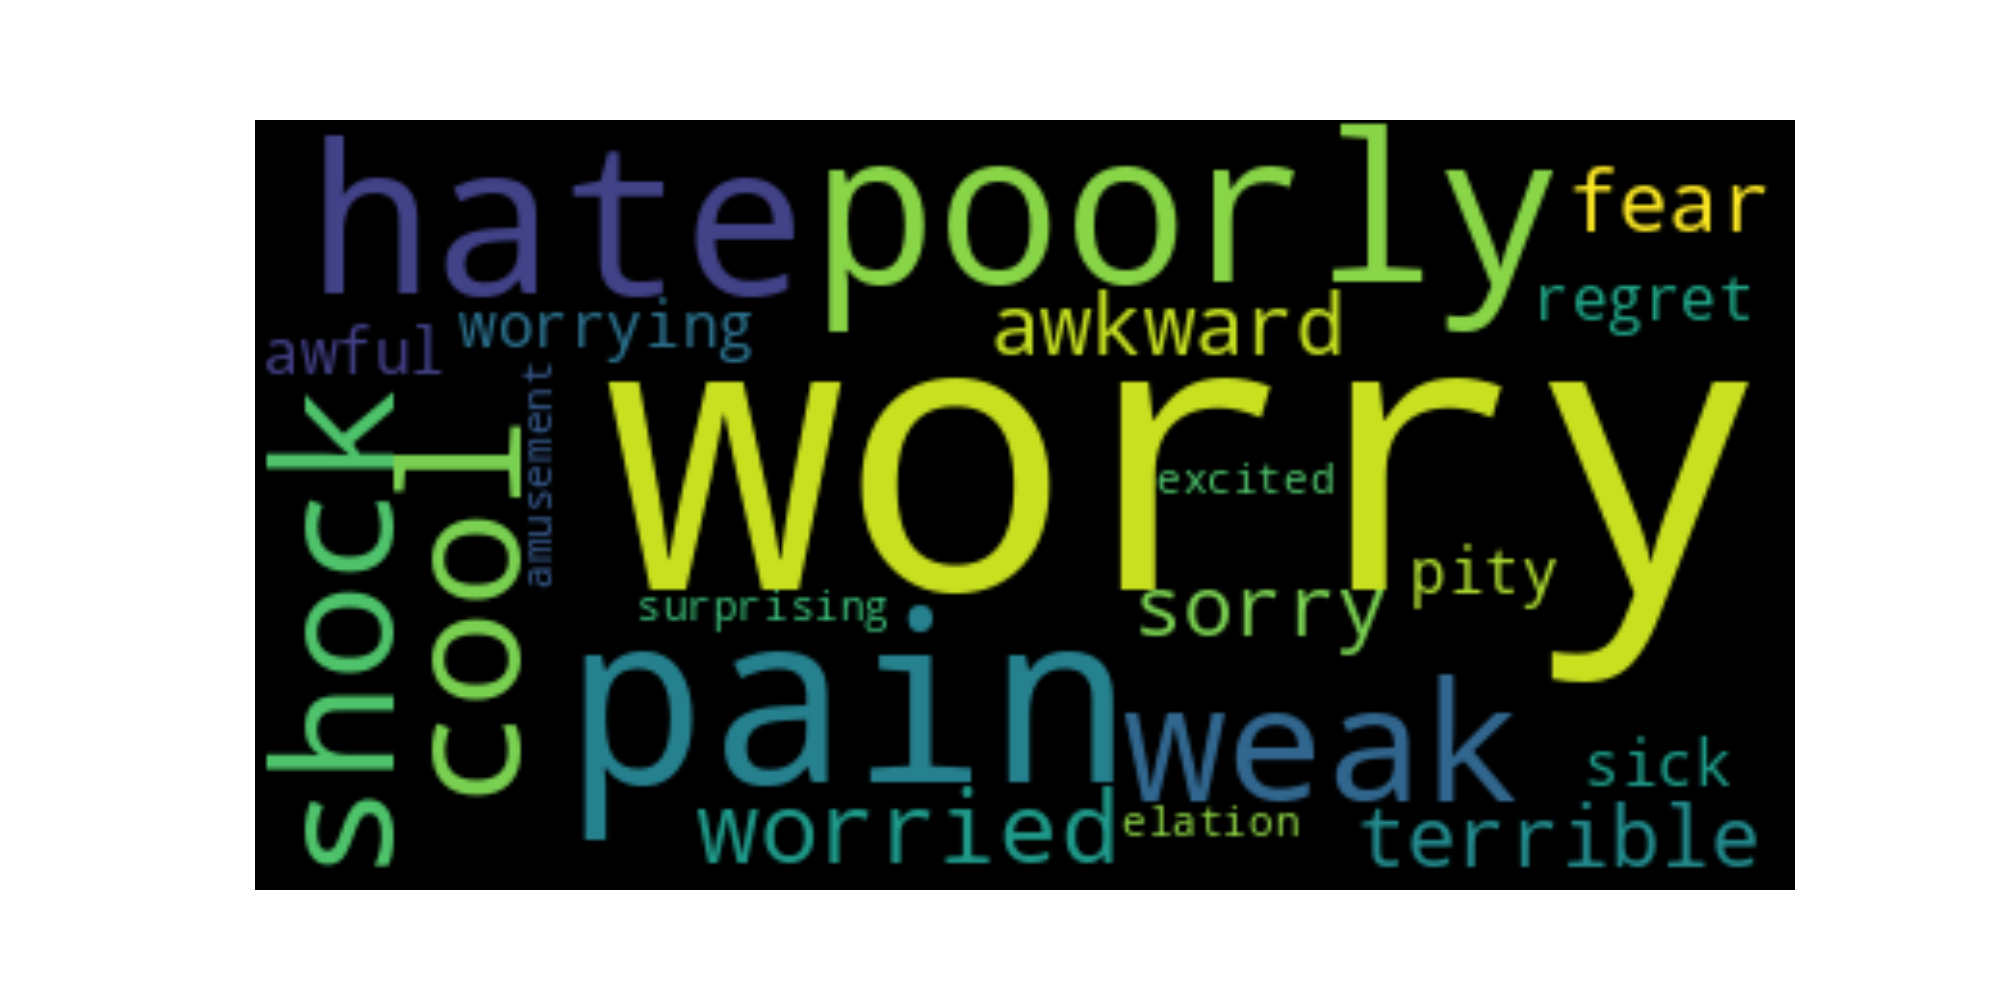 hate
poorly
fear
regret
awkward
worrying
awful
amusement
shock
cool
worry
excited
pity
sorry
surprising
pain
weak
sick
worried
elation
terrible